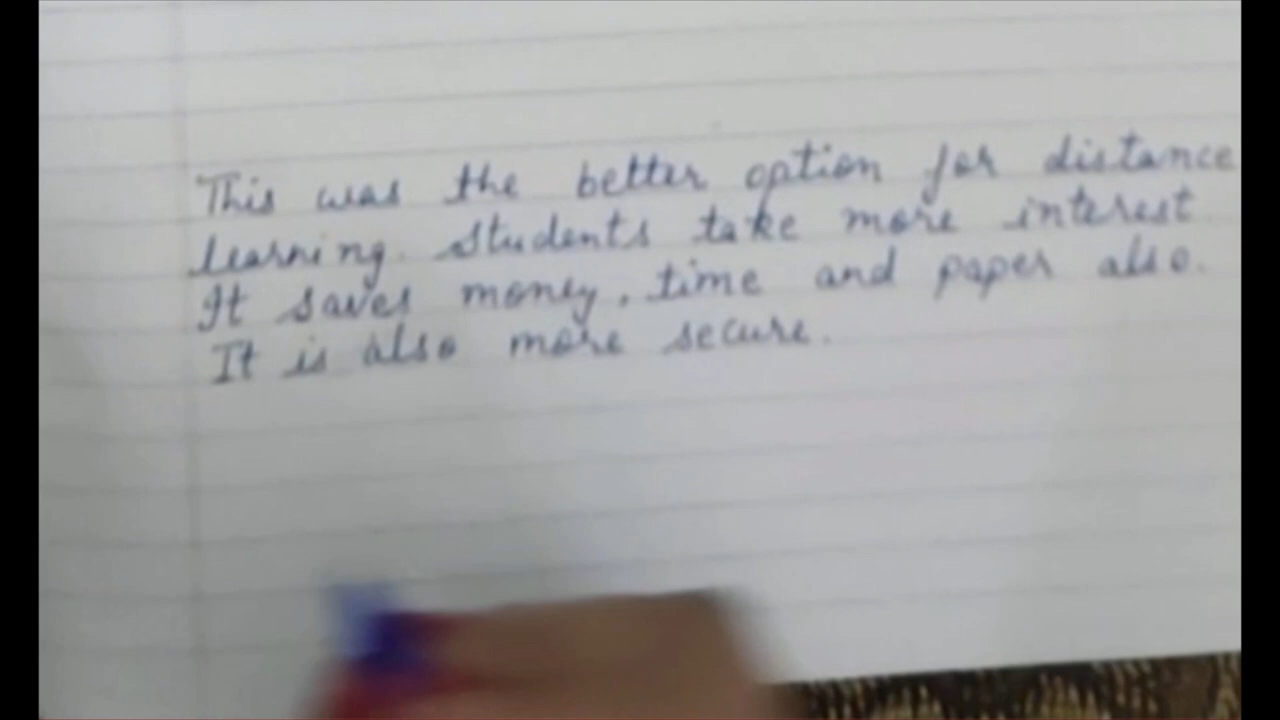 This was the better option for distance
learning. Students take more interest
It saves money, time and paper also.
It is also more secure.